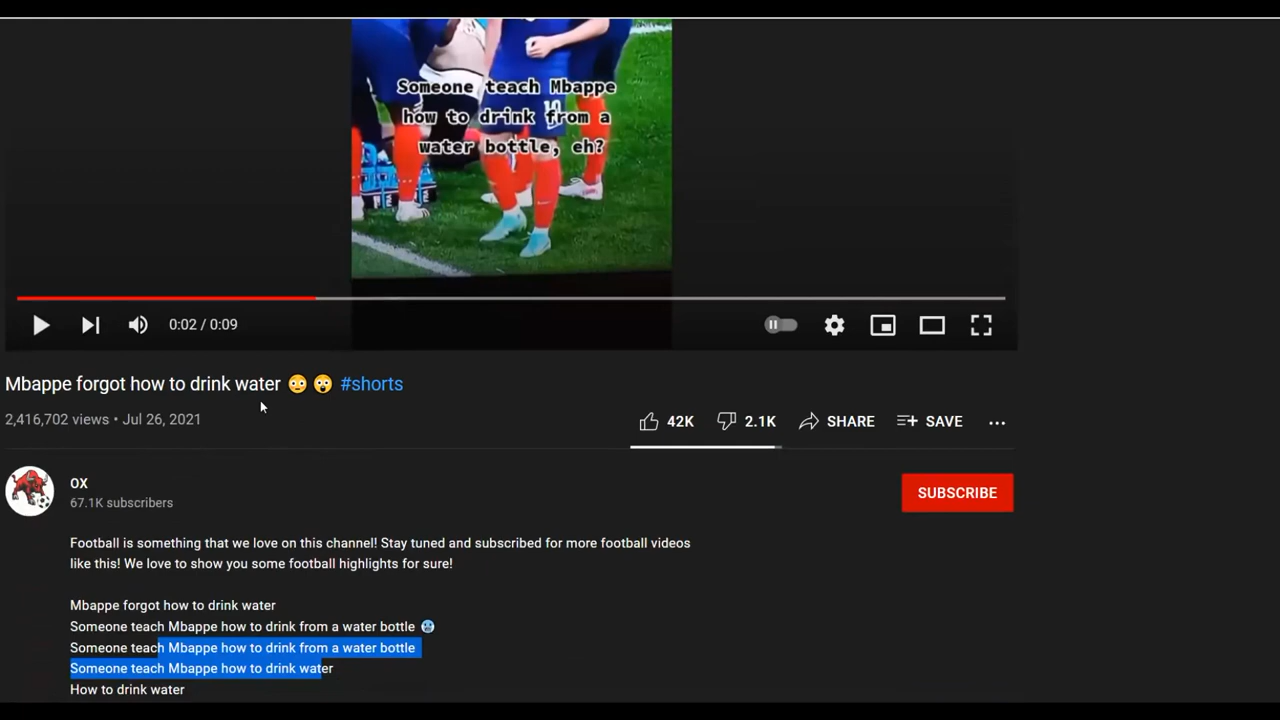 Someone teach Mbappe
how to drink from a
water bottle, eh?
10
0:02 / 0:09
Mbappe forgot how to drink water 😳 😲 #shorts
2,416,702 views • Jul 26, 2021
42K
2.1K
SHARE
SAVE
OX
67.1K subscribers
SUBSCRIBE
Football is something that we love on this channel! Stay tuned and subscribed for more football videos
like this! We love to show you some football highlights for sure!
Mbappe forgot how to drink water
Someone teach Mbappe how to drink from a water bottle 🥶
Someone teach Mbappe how to drink from a water bottle
Someone teach Mbappe how to drink water
How to drink water